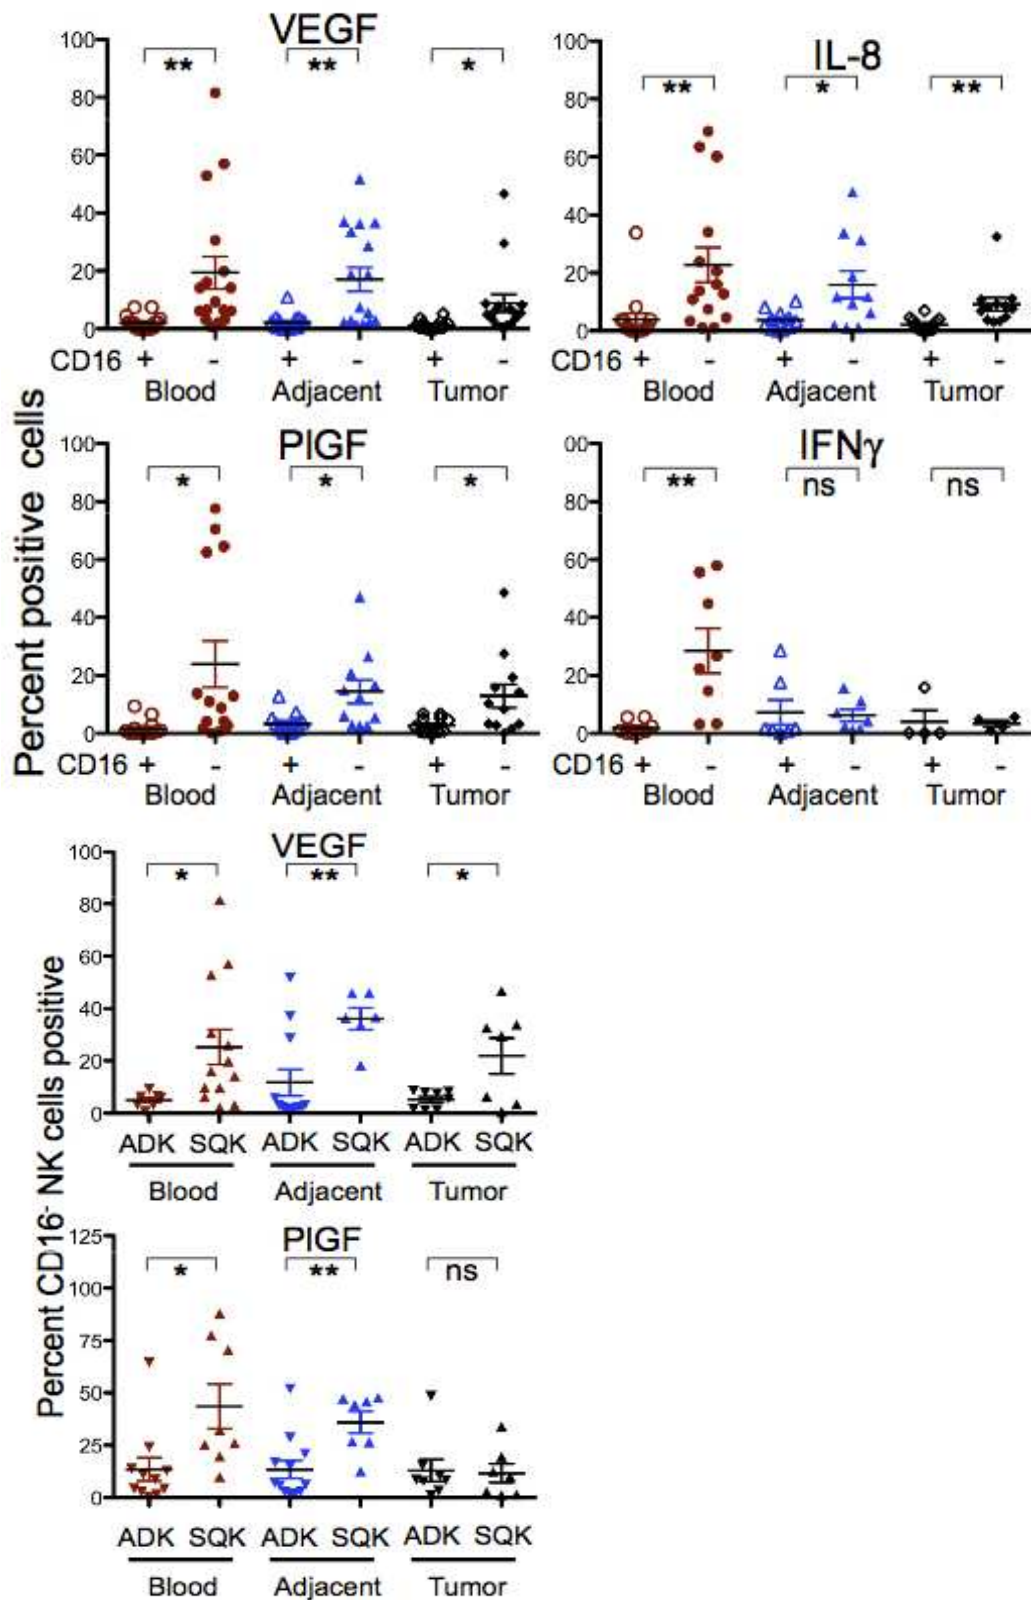 VEGF
100
80
60
40
20
0
** ** *
CD16 + - + - + -
Blood Adjacent Tumor
IL-8
100
80
60
40
20
0
** * **
CD16 + - + - + -
Blood Adjacent Tumor
Percent positive cells
PlGF
100
80
60
40
20
0
* * *
CD16 + - + - + -
Blood Adjacent Tumor
IFNγ
00
80
60
40
20
0
** ns ns
CD16 + - + - + -
Blood Adjacent Tumor
Percent CD16- NK cells positive
VEGF
100
80
60
40
20
0
* ** *
ADK SQK ADK SQK ADK SQK
Blood Adjacent Tumor
PlGF
125
100
75
50
25
0
* ** ns
ADK SQK ADK SQK ADK SQK
Blood Adjacent Tumor